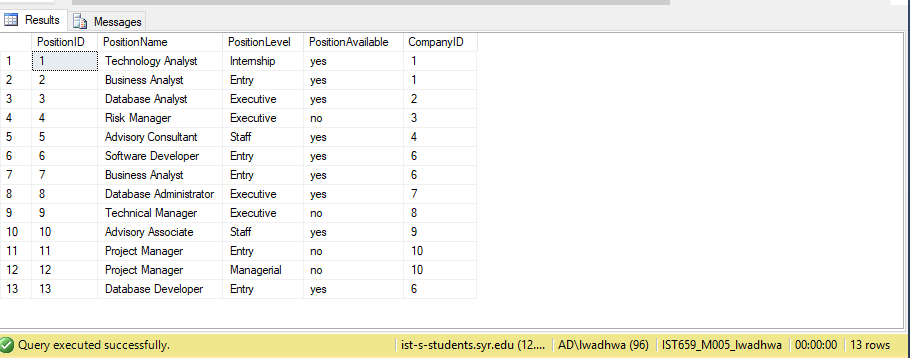 Results Messages
PositionID PositionName PositionLevel PositionAvailable CompanyID
1 1 Technology Analyst Internship yes 1
2 2 Business Analyst Entry yes 1
3 3 Database Analyst Executive yes 2
4 4 Risk Manager Executive no 3
5 5 Advisory Consultant Staff yes 4
6 6 Software Developer Entry yes 6
7 7 Business Analyst Entry yes 6
8 8 Database Administrator Executive yes 7
9 9 Technical Manager Executive no 8
10 10 Advisory Associate Staff yes 9
11 11 Project Manager Entry no 10
12 12 Project Manager Managerial no 10
13 13 Database Developer Entry yes 6
Query executed successfully. ist-s-students.syr.edu (12.... AD\lwadhwa (96) IST659_M005_lwadhwa 00:00:00 13 rows